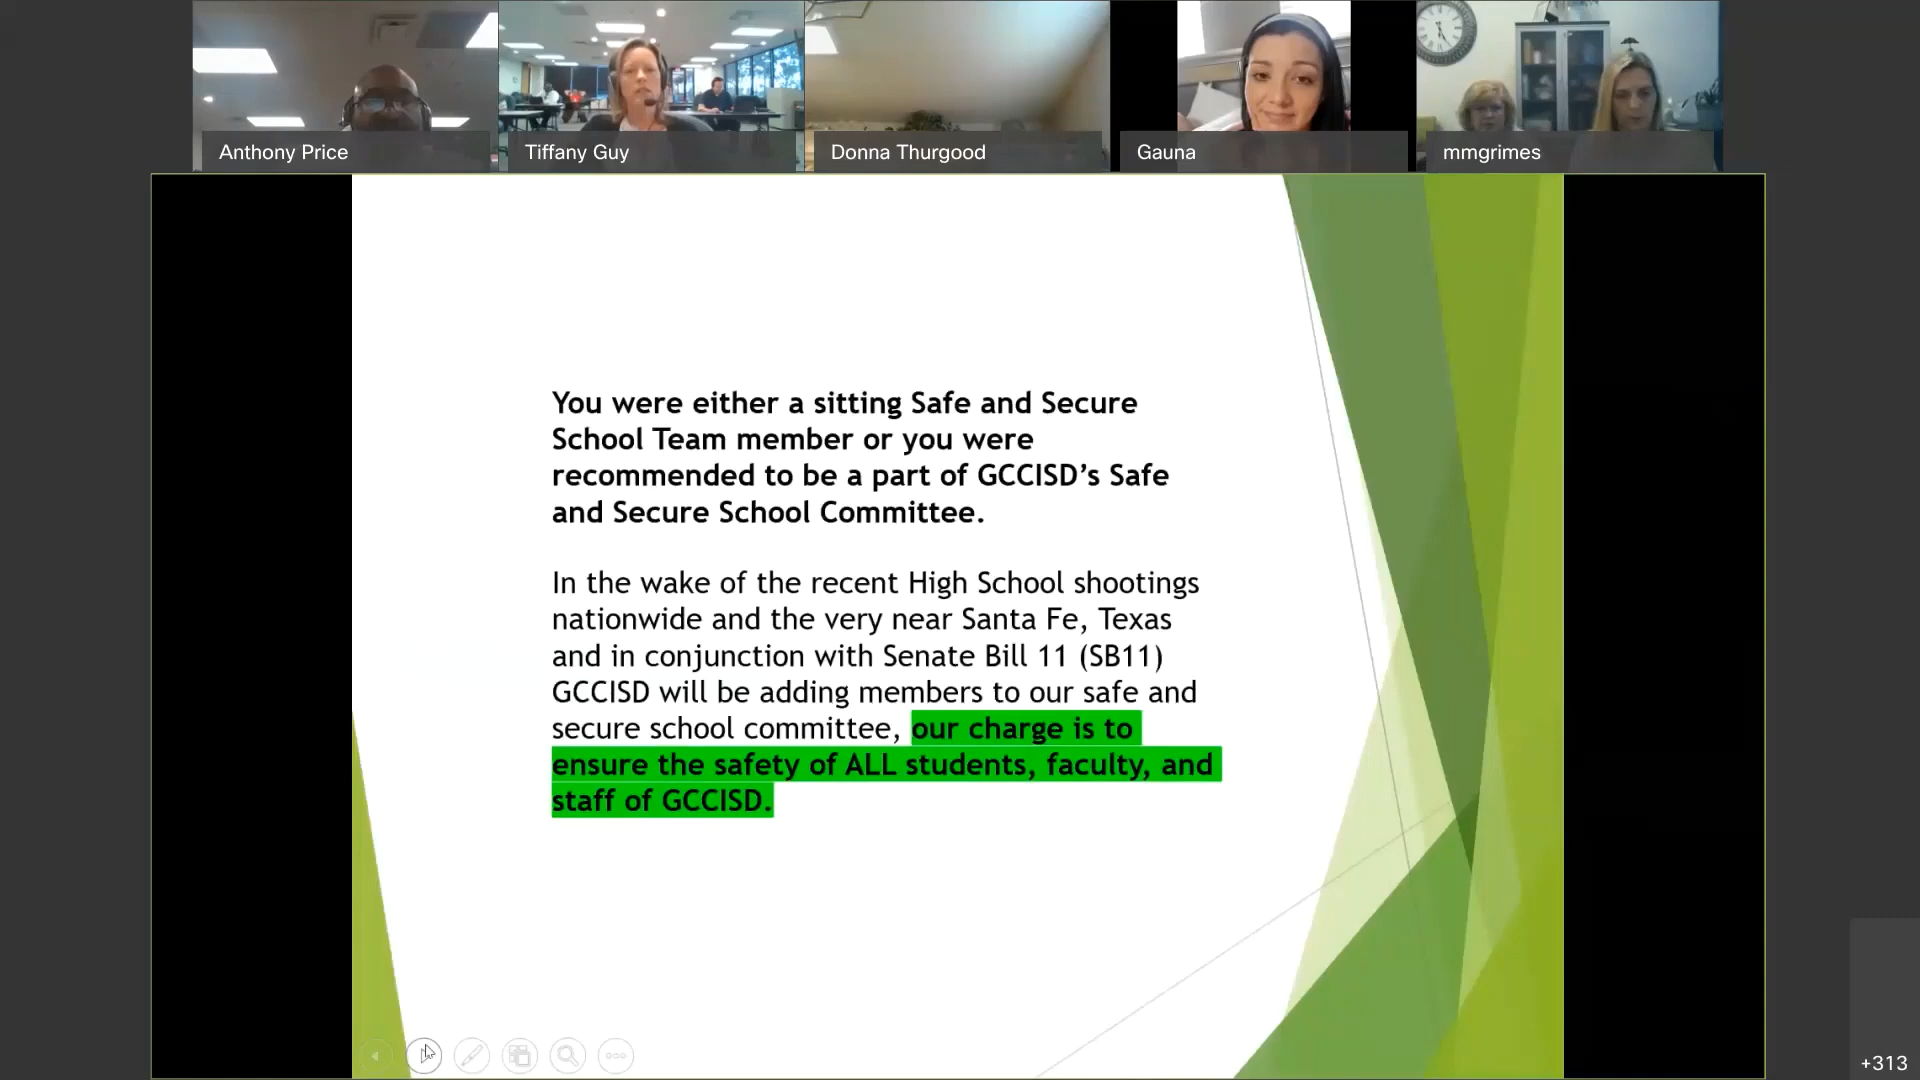 Anthony Price
Tiffany Guy
Donna Thurgood
Gauna
mmgrimes
You were either a sitting Safe and Secure
School Team member or you were
recommended to be a part of GCCISD’s Safe
and Secure School Committee.
In the wake of the recent High School shootings
nationwide and the very near Santa Fe, Texas
and in conjunction with Senate Bill 11 (SB11)
GCCISD will be adding members to our safe and
secure school committee, our charge is to
ensure the safety of ALL students, faculty, and
staff of GCCISD.
+313